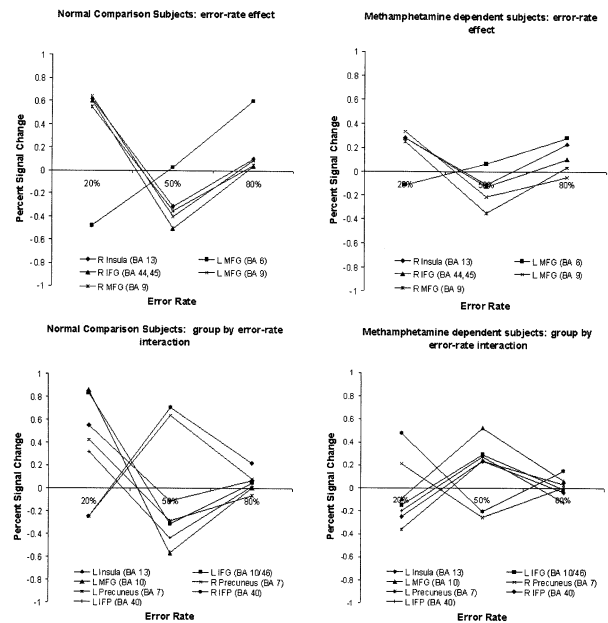 Normal Comparison Subjects: error-rate effect
Percent Signal Change
1
0.8
0.6
0.4
0.2
0
-0.2
-0.4
-0.6
-0.8
-1
20%
50%
80%
R Insula (BA 13)
L MFG (BA 6)
R IFG (BA 44,45)
L MFG (BA 9)
R MFG (BA 9)
Error Rate
Methamphetamine dependent subjects: error-rate
effect
Percent Signal Change
1
0.8
0.6
0.4
0.2
0
-0.2
-0.4
-0.6
-0.8
-1
20%
50%
80%
R Insula (BA 13)
L MFG (BA 6)
R IFG (BA 44,45)
L MFG (BA 9)
R MFG (BA 9)
Error Rate
Normal Comparison Subjects: group by error-rate
interaction
Percent Signal Change
1
0.8
0.6
0.4
0.2
0
-0.2
-0.4
-0.6
-0.8
-1
20%
50%
80%
L Insula (BA 13)
L IFG (BA 10/46)
L MFG (BA 10)
R Precuneus (BA 7)
L Precuneus (BA 7)
R IFP (BA 40)
L IFP (BA 40)
Error Rate
Methamphetamine dependent subjects: group by
error-rate interaction
Percent Signal Change
1
0.8
0.6
0.4
0.2
0
-0.2
-0.4
-0.6
-0.8
-1
20%
50%
80%
L Insula (BA 13)
L IFG (BA 10/46)
L MFG (BA 10)
R Precuneus (BA 7)
L Precuneus (BA 7)
R IFP (BA 40)
L IFP (BA 40)
Error Rate